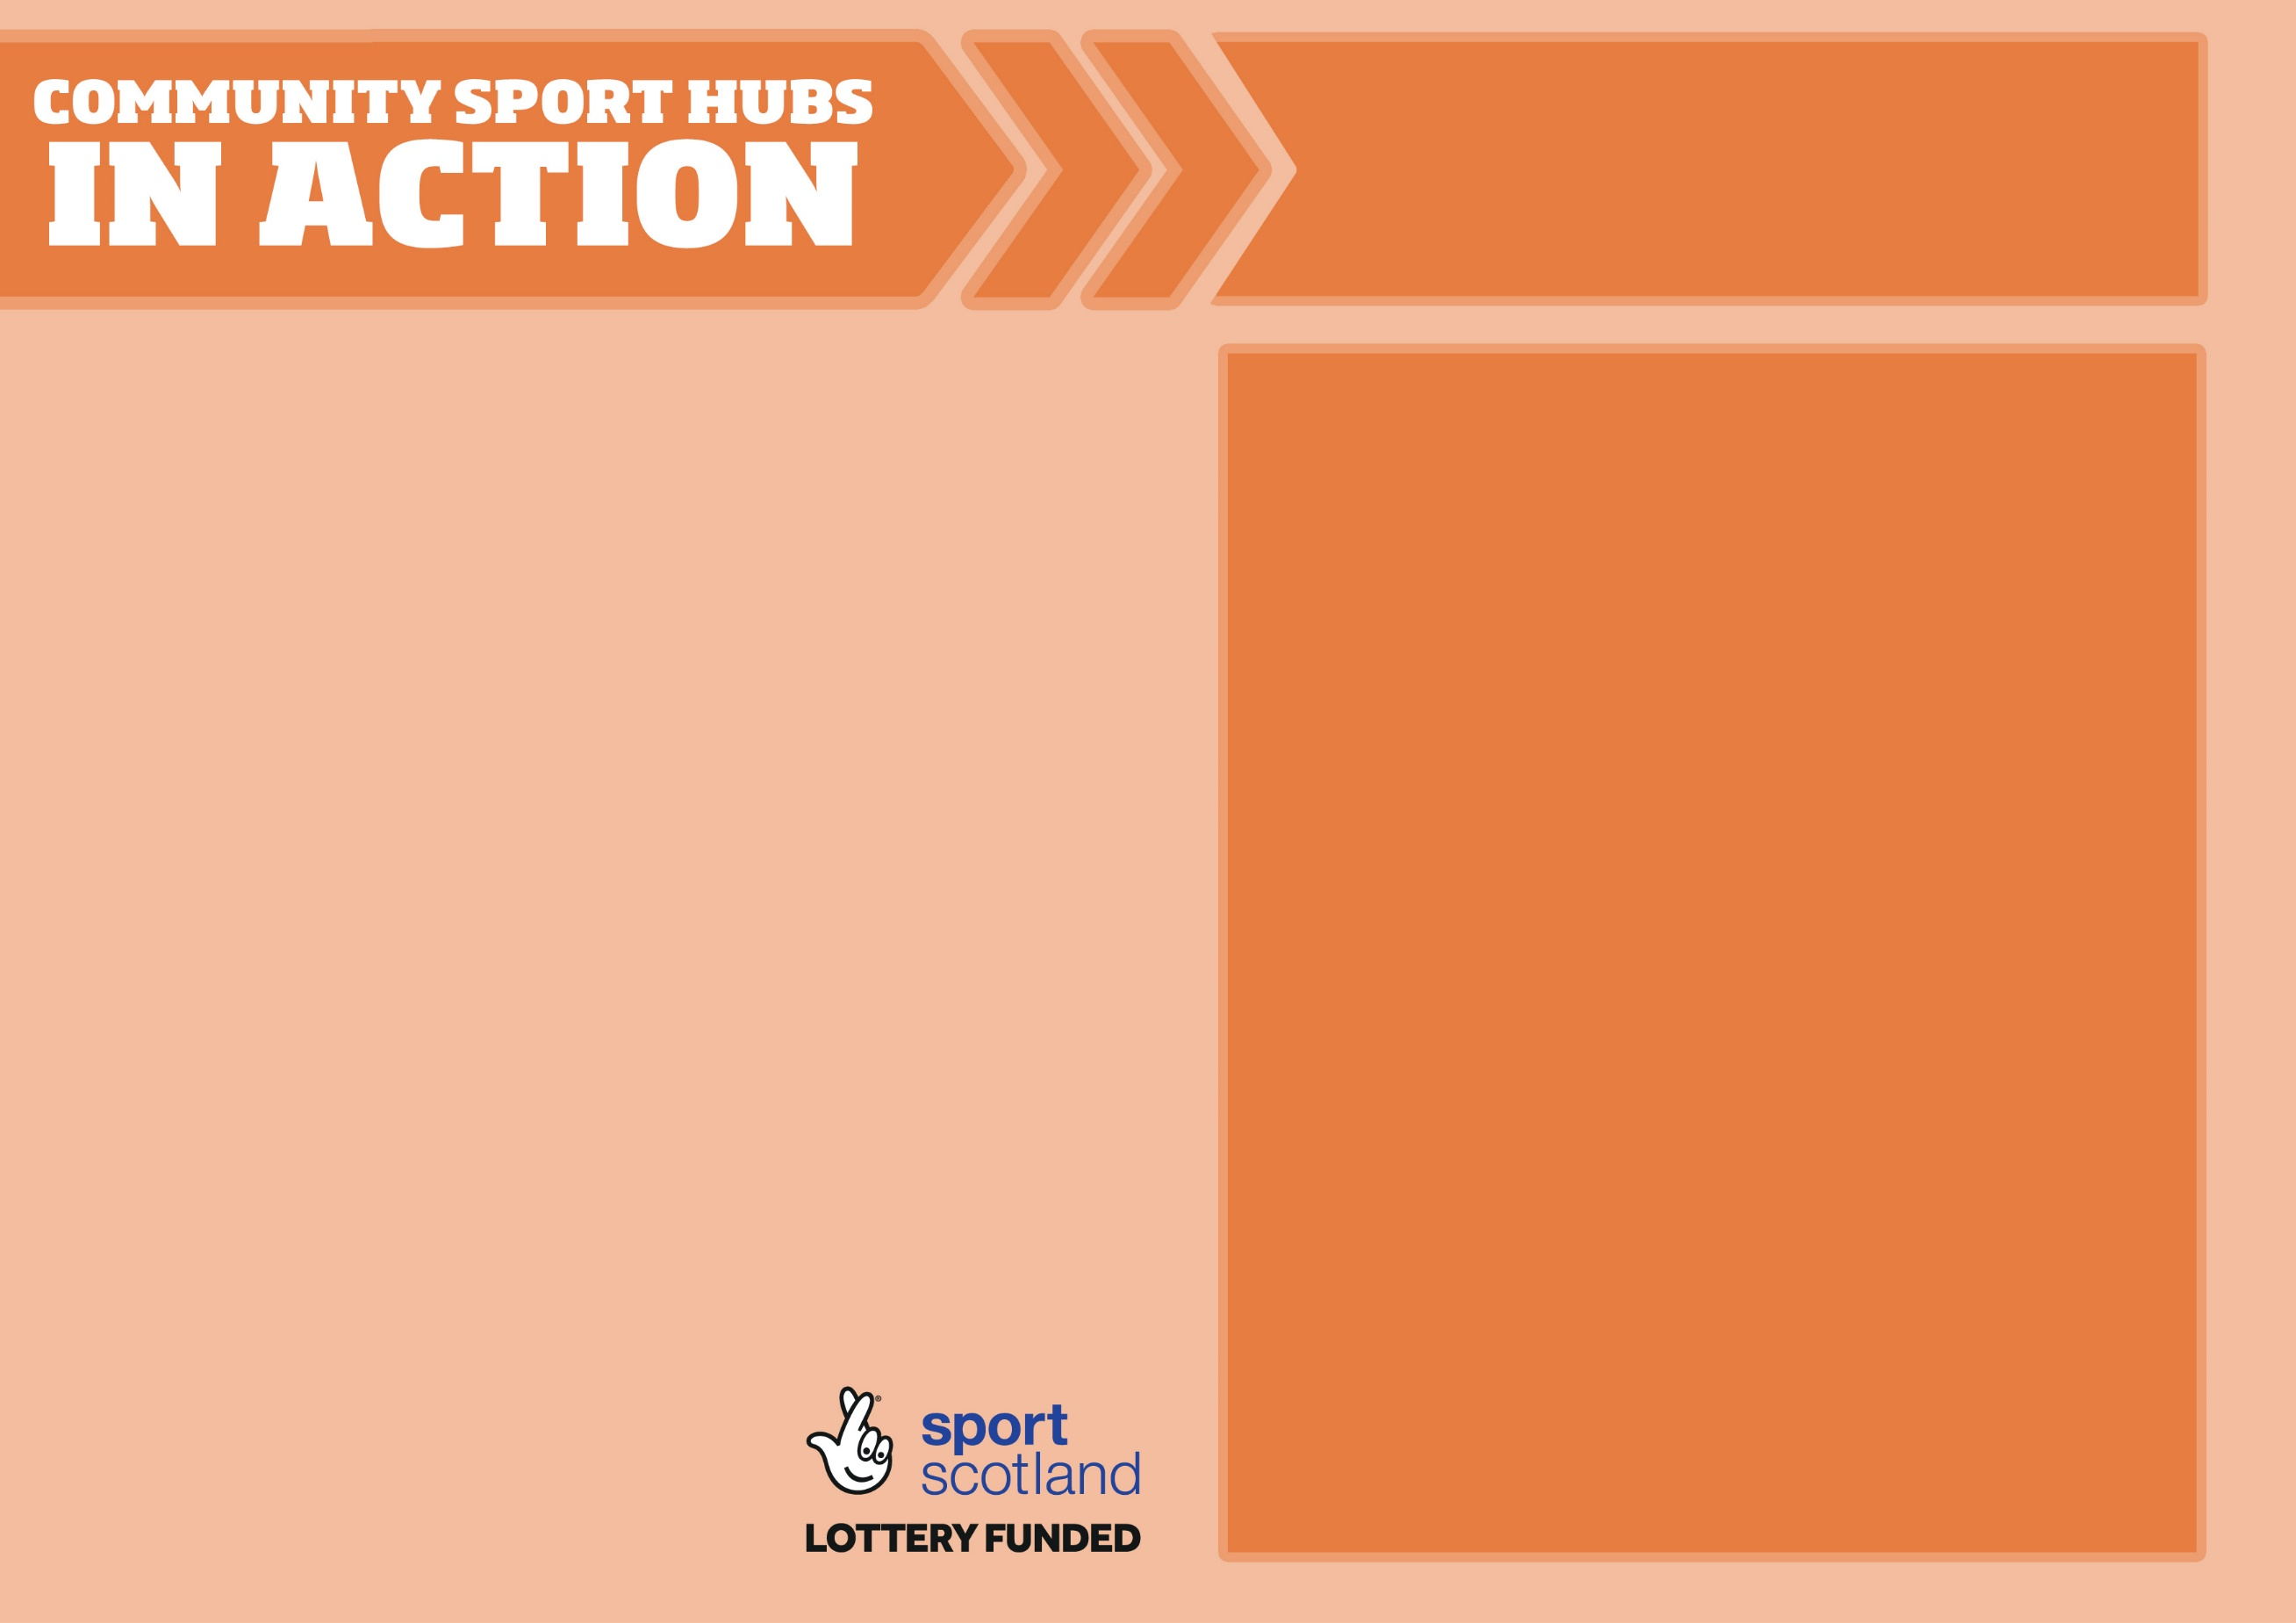 COMMUNITY SPORT HUBS
IN ACTION
sport
scotland
LOTTERY FUNDED